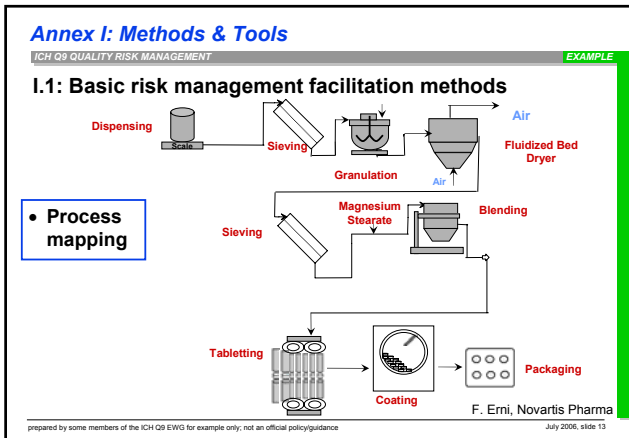 Annex I: Methods & Tools
ICH Q9 QUALITY RISK MANAGEMENT
EXAMPLE
I.1: Basic risk management facilitation methods
Air
Dispensing
Scale
Sieving
Fluidized Bed
Dryer
Granulation
Air
• Process
mapping
Magnesium
Stearate
Blending
Sieving
Tabletting
Packaging
Coating
F. Erni, Novartis Pharma
prepared by some members of the ICH Q9 EWG for example only; not an official policy/guidance
July 2006, slide 13